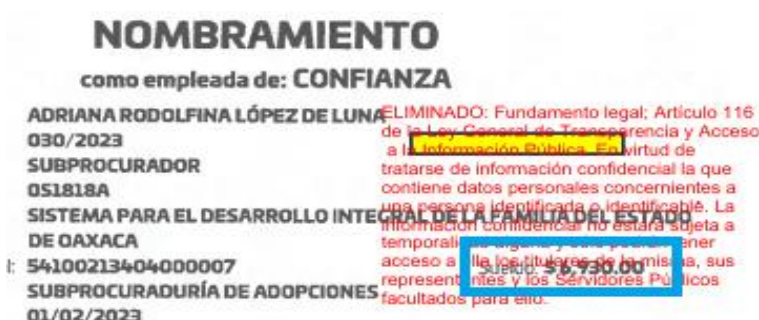 NOMBRAMIENTO
como empleada de: CONFIANZA
ADRIANA RODOLFINA LÓPEZ DE LUNA
030/2023
SUBPROCURADOR
0S1818A
SISTEMA PARA EL DESARROLLO INTEGRAL DE LA FAMILIA DEL ESTADO
DE OAXACA
54100213404000007
SUBPROCURADURÍA DE ADOPCIONES
01/02/2023
ELIMINADO: Fundamento legal; Artículo 116
de la Ley General de Transparencia y Acceso
a la Información Pública. En virtud de
tratarse de información confidencial la que
contiene datos personales concernientes a
una persona identificada o identificable. La
información confidencial no estará sujeta a
temporalidad alguna y sólo podrán tener
acceso a ella los titulares de la misma, sus
representantes y los Servidores Públicos
facultados para ello.
Sueldo: $ 6,730.00